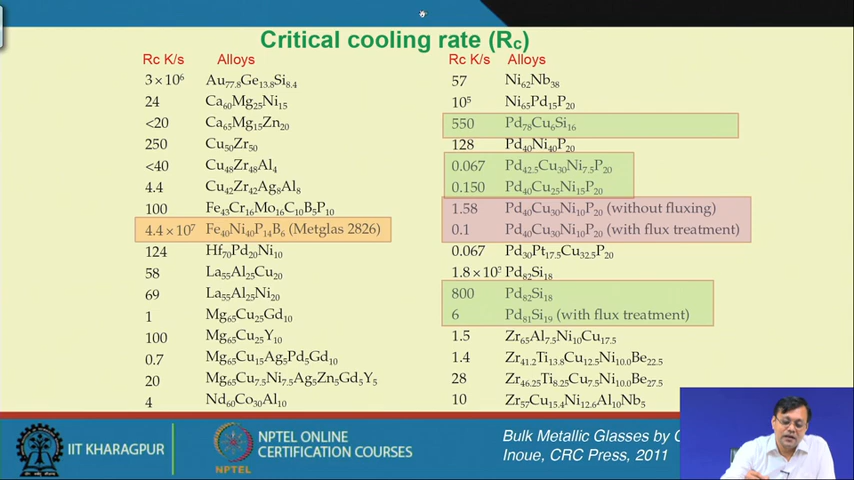 Critical cooling rate (Rc)
Rc K/s Alloys
3 × 10⁶ Au₇₇.₈Ge₁₃.₈Si₈.₄
24 Ca₆₀Mg₂₅Ni₁₅
<20 Ca₆₅Mg₁₅Zn₂₀
250 Cu₅₀Zr₅₀
<40 Cu₄₈Zr₄₈Al₄
4.4 Cu₄₂Zr₄₂Ag₈Al₈
100 Fe₄₃Cr₁₆Mo₁₆C₁₀B₅P₁₀
4.4 × 10⁷ Fe₄₀Ni₄₀P₁₄B₆ (Metglas 2826)
124 Hf₇₀Pd₂₀Ni₁₀
58 La₅₅Al₂₅Cu₂₀
69 La₅₅Al₂₅Ni₂₀
1 Mg₆₅Cu₂₅Gd₁₀
100 Mg₆₅Cu₂₅Y₁₀
0.7 Mg₆₅Cu₁₅Ag₅Pd₅Gd₁₀
20 Mg₆₅Cu₇.₅Ni₇.₅Ag₅Zn₅Gd₅Y₅
4 Nd₆₀Co₃₀Al₁₀
Rc K/s Alloys
57 Ni₆₂Nb₃₈
10⁵ Ni₆₅Pd₁₅P₂₀
550 Pd₇₈Cu₆Si₁₆
128 Pd₄₀Ni₄₀P₂₀
0.067 Pd₄₂.₅Cu₃₀Ni₇.₅P₂₀
0.150 Pd₄₀Cu₂₅Ni₁₅P₂₀
1.58 Pd₄₀Cu₃₀Ni₁₀P₂₀ (without fluxing)
0.1 Pd₄₀Cu₃₀Ni₁₀P₂₀ (with flux treatment)
0.067 Pd₃₀Pt₁₇.₅Cu₃₂.₅P₂₀
1.8 × 10² Pd₈₂Si₁₈
800 Pd₈₂Si₁₈
6 Pd₈₁Si₁₉ (with flux treatment)
1.5 Zr₆₅Al₇.₅Ni₁₀Cu₁₇.₅
1.4 Zr₄₁.₂Ti₁₃.₈Cu₁₂.₅Ni₁₀.₀Be₂₂.₅
28 Zr₄₆.₂₅Ti₈.₂₅Cu₇.₅Ni₁₀.₀Be₂₇.₅
10 Zr₅₇Cu₁₅.₄Ni₁₂.₆Al₁₀Nb₅
IIT KHARAGPUR
NPTEL
NPTEL ONLINE
CERTIFICATION COURSES
Bulk Metallic Glasses by
Inoue, CRC Press, 2011